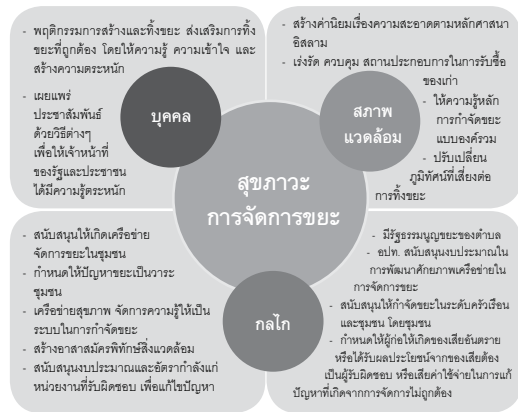 - พฤติกรรมการสร้างและทิ้งขยะ ส่งเสริมการทิ้ง
ขยะที่ถูกต้อง โดยให้ความรู้ ความเข้าใจ และ
สร้างความตระหนัก
- เผยแพร่
ประชาสัมพันธ์
ด้วยวิธีต่างๆ
เพื่อให้เจ้าหน้าที่
ของรัฐและประชาชน
ได้มีความรู้ตระหนัก
บุคคล
- สร้างค่านิยมเรื่องความสะอาดตามหลักศาสนา
อิสลาม
- เร่งรัด ควบคุม สถานประกอบการในการรับซื้อ
ของเก่า
- ให้ความรู้หลัก
การกำจัดขยะ
แบบองค์รวม
- ปรับเปลี่ยน
ภูมิทัศน์ที่เสี่ยงต่อ
การทิ้งขยะ
สภาพ
แวดล้อม
สุขภาวะ
การจัดการขยะ
- สนับสนุนให้เกิดเครือข่าย
จัดการขยะในชุมชน
- กำหนดให้ปัญหาขยะเป็นวาระ
ชุมชน
- เครือข่ายสุขภาพ จัดการความรู้ให้เป็น
ระบบในการกำจัดขยะ
- สร้างอาสาสมัครพิทักษ์สิ่งแวดล้อม
- สนับสนุนงบประมาณและอัตรากำลังแก่
หน่วยงานที่รับผิดชอบ เพื่อแก้ไขปัญหา
กลไก
- มีรัฐธรรมนูญขยะของตำบล
- อปท. สนับสนุนงบประมาณใน
การพัฒนาศักยภาพเครือข่ายใน
การจัดการขยะ
- สนับสนุนให้กำจัดขยะในระดับครัวเรือน
และชุมชน โดยชุมชน
- กำหนดให้ผู้ก่อให้เกิดของเสียอันตราย
หรือได้รับผลประโยชน์จากของเสียต้อง
เป็นผู้รับผิดชอบ หรือเสียค่าใช้จ่ายในการแก้
ปัญหาที่เกิดจากการจัดการไม่ถูกต้อง